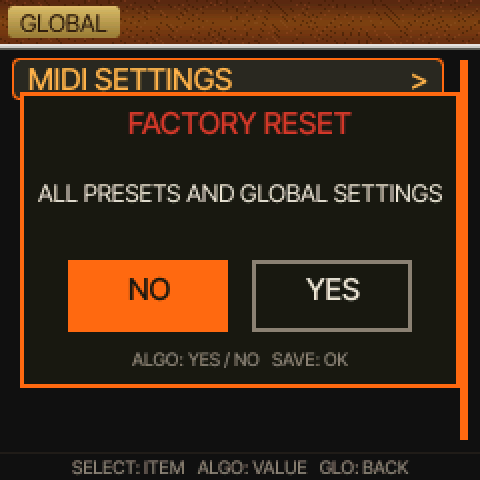 GLOBAL
MIDI SETTINGS >
FACTORY RESET
ALL PRESETS AND GLOBAL SETTINGS
NO YES
ALGO: YES / NO SAVE: OK
SELECT: ITEM ALGO: VALUE GLO: BACK